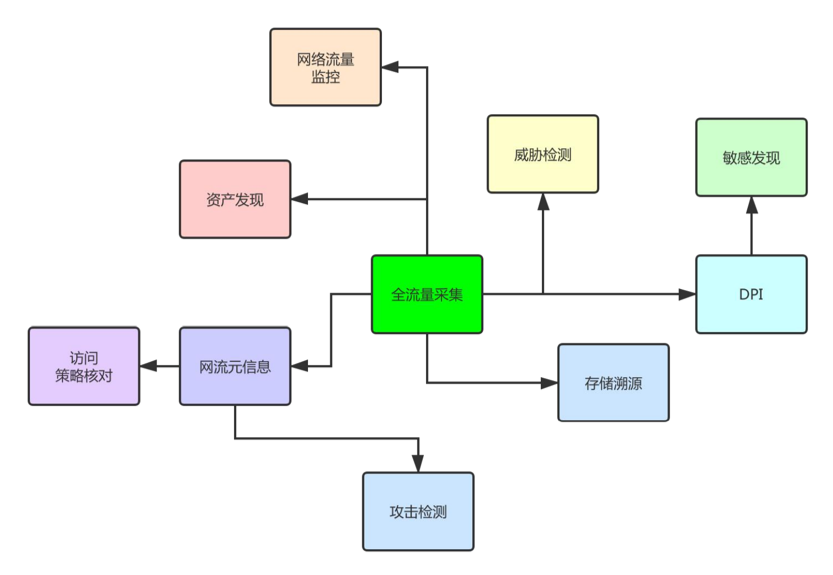 网络流量
监控
威胁检测
敏感发现
资产发现
全流量采集
DPI
访问
策略核对
网流元信息
存储溯源
攻击检测